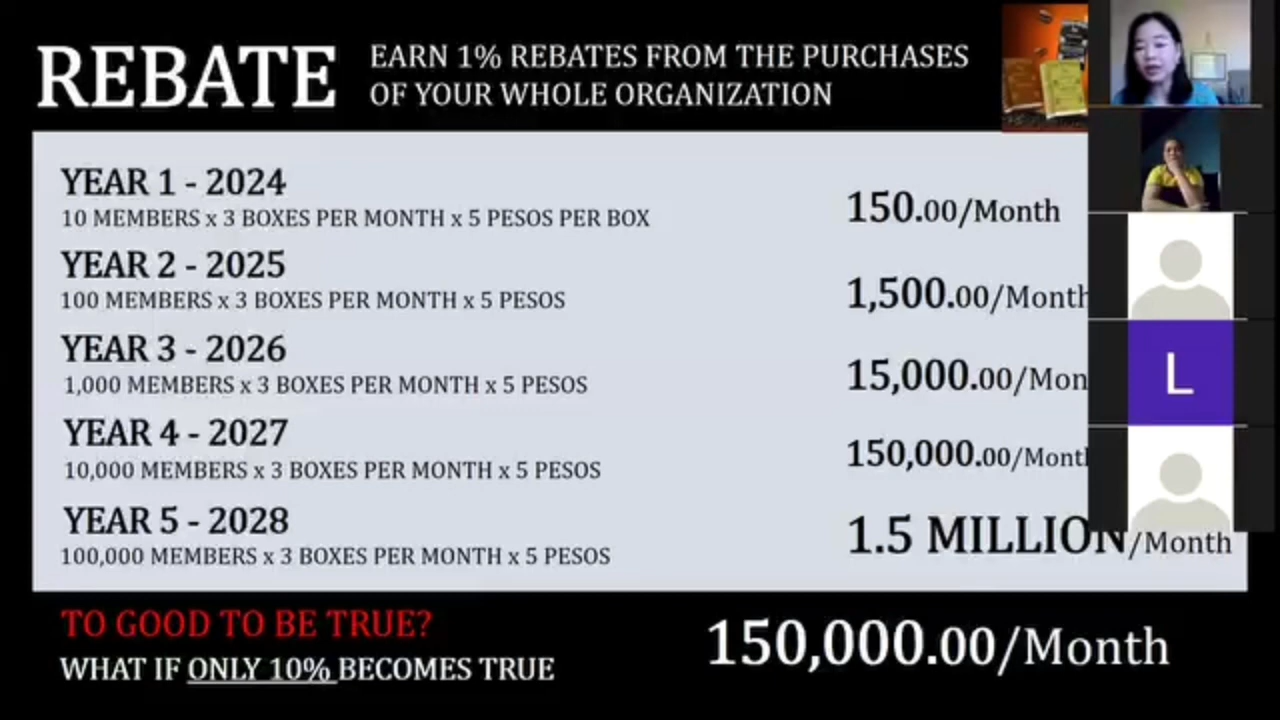 REBATE
EARN 1% REBATES FROM THE PURCHASES
OF YOUR WHOLE ORGANIZATION
YEAR 1 - 2024
10 MEMBERS x 3 BOXES PER MONTH x 5 PESOS PER BOX
150.00/Month
YEAR 2 - 2025
100 MEMBERS x 3 BOXES PER MONTH x 5 PESOS
1,500.00/Month
YEAR 3 - 2026
1,000 MEMBERS x 3 BOXES PER MONTH x 5 PESOS
15,000.00/Mon
L
YEAR 4 - 2027
10,000 MEMBERS x 3 BOXES PER MONTH x 5 PESOS
150,000.00/Month
YEAR 5 - 2028
100,000 MEMBERS x 3 BOXES PER MONTH x 5 PESOS
1.5 MILLION/Month
TO GOOD TO BE TRUE?
WHAT IF ONLY 10% BECOMES TRUE
150,000.00/Month